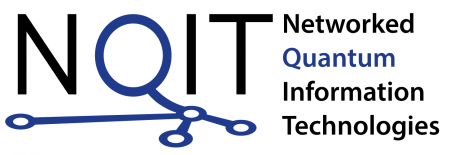 NQIT
Networked
Quantum
Information
Technologies